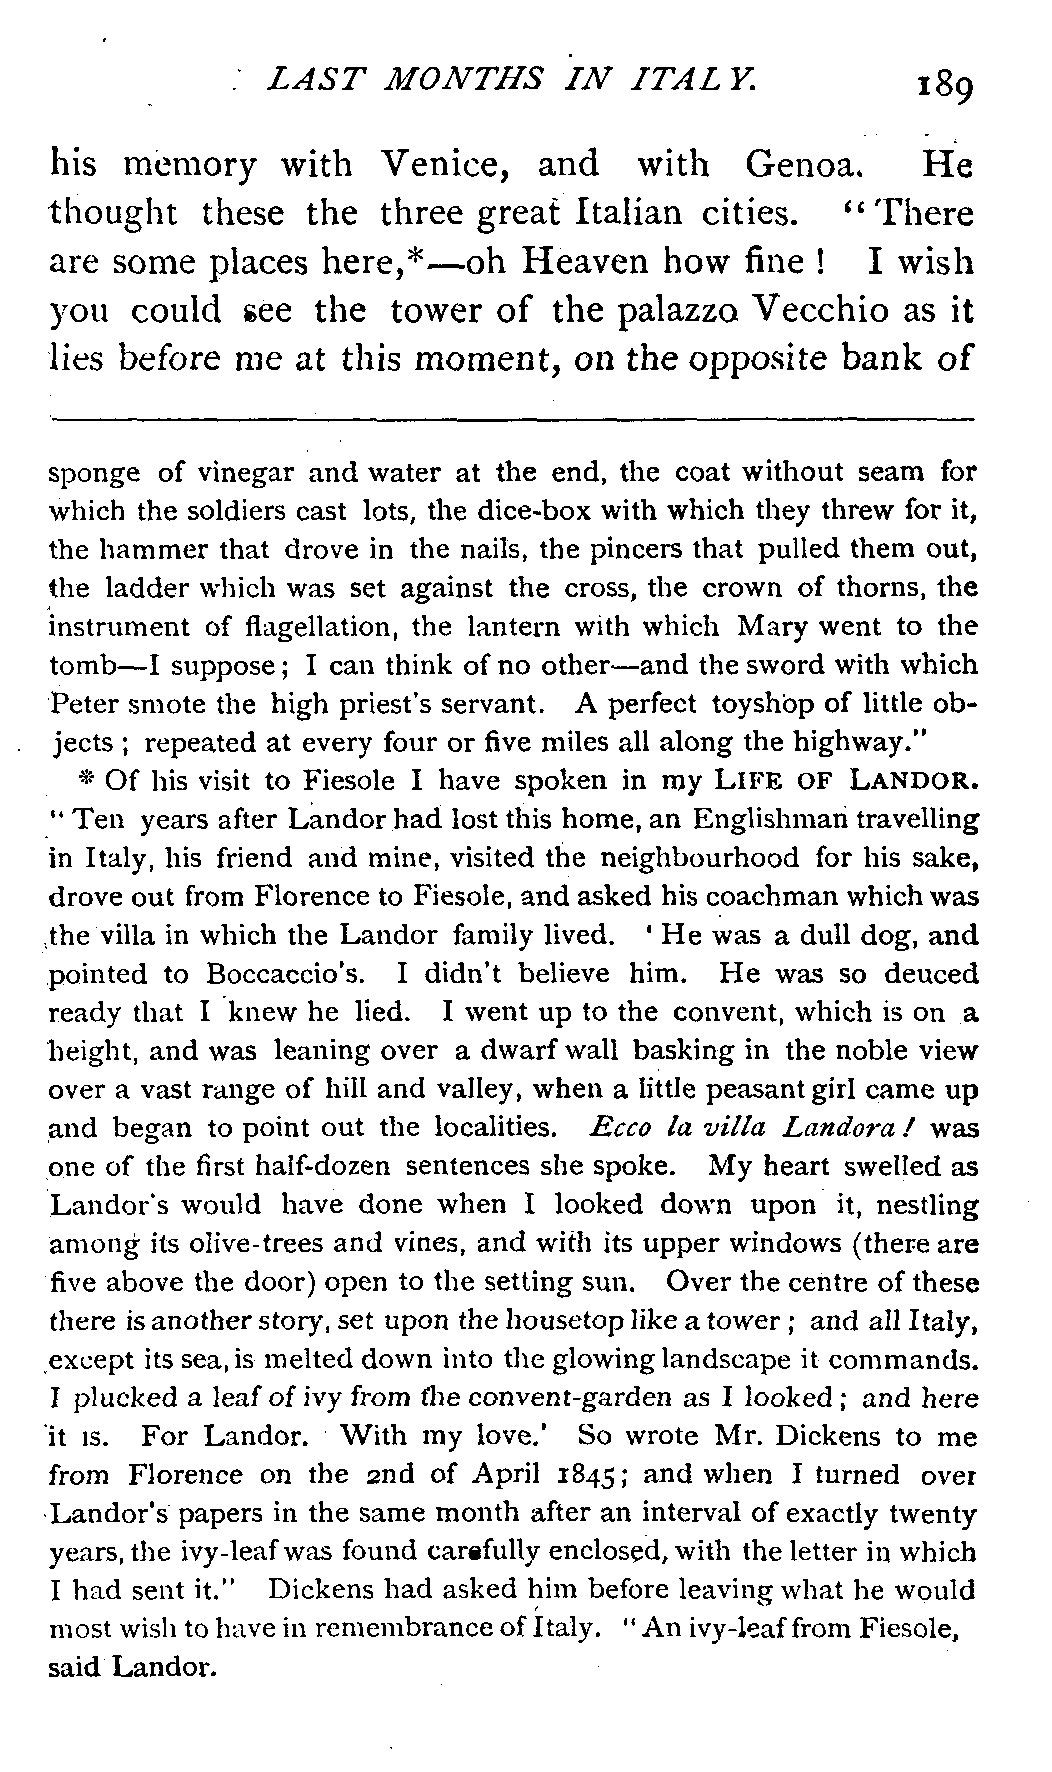 LAST MONTHS IN ITALY. 189
his memory with Venice, and with Genoa. He
thought these the three great Italian cities. "There
are some places here,*—oh Heaven how fine! I wish
you could see the tower of the palazzo Vecchio as it
lies before me at this moment, on the opposite bank of
sponge of vinegar and water at the end, the coat without seam for
which the soldiers cast lots, the dice-box with which they threw for it,
the hammer that drove in the nails, the pincers that pulled them out,
the ladder which was set against the cross, the crown of thorns, the
instrument of flagellation, the lantern with which Mary went to the
tomb—I suppose; I can think of no other—and the sword with which
Peter smote the high priest's servant. A perfect toyshop of little ob-
jects; repeated at every four or five miles all along the highway."
* Of his visit to Fiesole I have spoken in my LIFE OF LANDOR.
"Ten years after Landor had lost this home, an Englishman travelling
in Italy, his friend and mine, visited the neighbourhood for his sake,
drove out from Florence to Fiesole, and asked his coachman which was
the villa in which the Landor family lived. 'He was a dull dog, and
pointed to Boccaccio's. I didn't believe him. He was so deuced
ready that I knew he lied. I went up to the convent, which is on a
height, and was leaning over a dwarf wall basking in the noble view
over a vast range of hill and valley, when a little peasant girl came up
and began to point out the localities. Ecco la villa Landora! was
one of the first half-dozen sentences she spoke. My heart swelled as
Landor's would have done when I looked down upon it, nestling
among its olive-trees and vines, and with its upper windows (there are
five above the door) open to the setting sun. Over the centre of these
there is another story, set upon the housetop like a tower; and all Italy,
except its sea, is melted down into the glowing landscape it commands.
I plucked a leaf of ivy from the convent-garden as I looked; and here
it is. For Landor. With my love.' So wrote Mr. Dickens to me
from Florence on the 2nd of April 1845; and when I turned over
Landor's papers in the same month after an interval of exactly twenty
years, the ivy-leaf was found carefully enclosed, with the letter in which
I had sent it." Dickens had asked him before leaving what he would
most wish to have in remembrance of Italy. "An ivy-leaf from Fiesole,
said Landor.